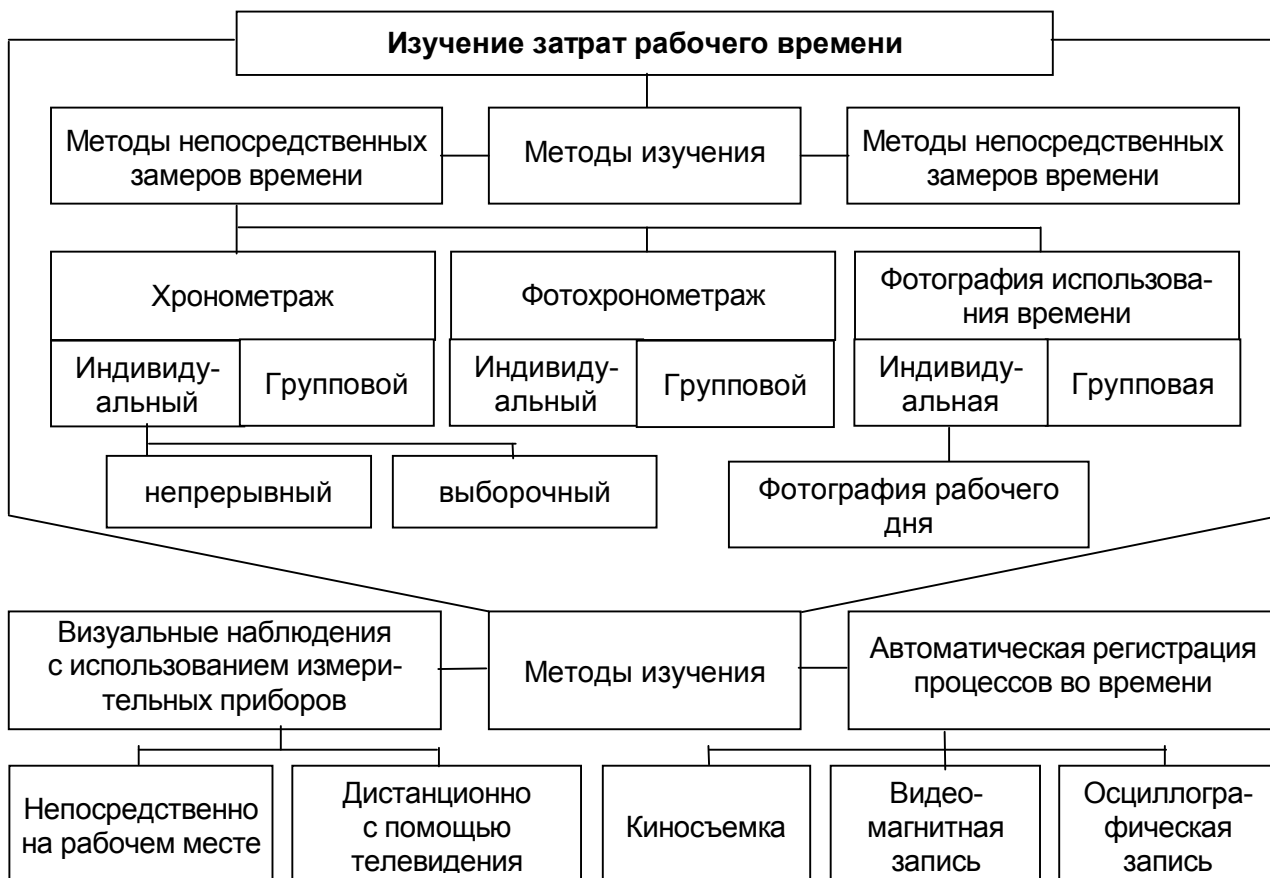 Изучение затрат рабочего времени
Методы непосредственных
замеров времени
Методы изучения
Методы непосредственных
замеров времени
Хронометраж
Фотохронометраж
Фотография использова-
ния времени
Индивиду-
альный
Групповой
Индивиду-
альный
Групповой
Индивиду-
альная
Групповая
непрерывный
выборочный
Фотография рабочего
дня
Визуальные наблюдения
с использованием измери-
тельных приборов
Методы изучения
Автоматическая регистрация
процессов во времени
Непосредственно
на рабочем месте
Дистанционно
с помощью
телевидения
Киносъемка
Видео-
магнитная
запись
Осциллогра-
фическая
запись